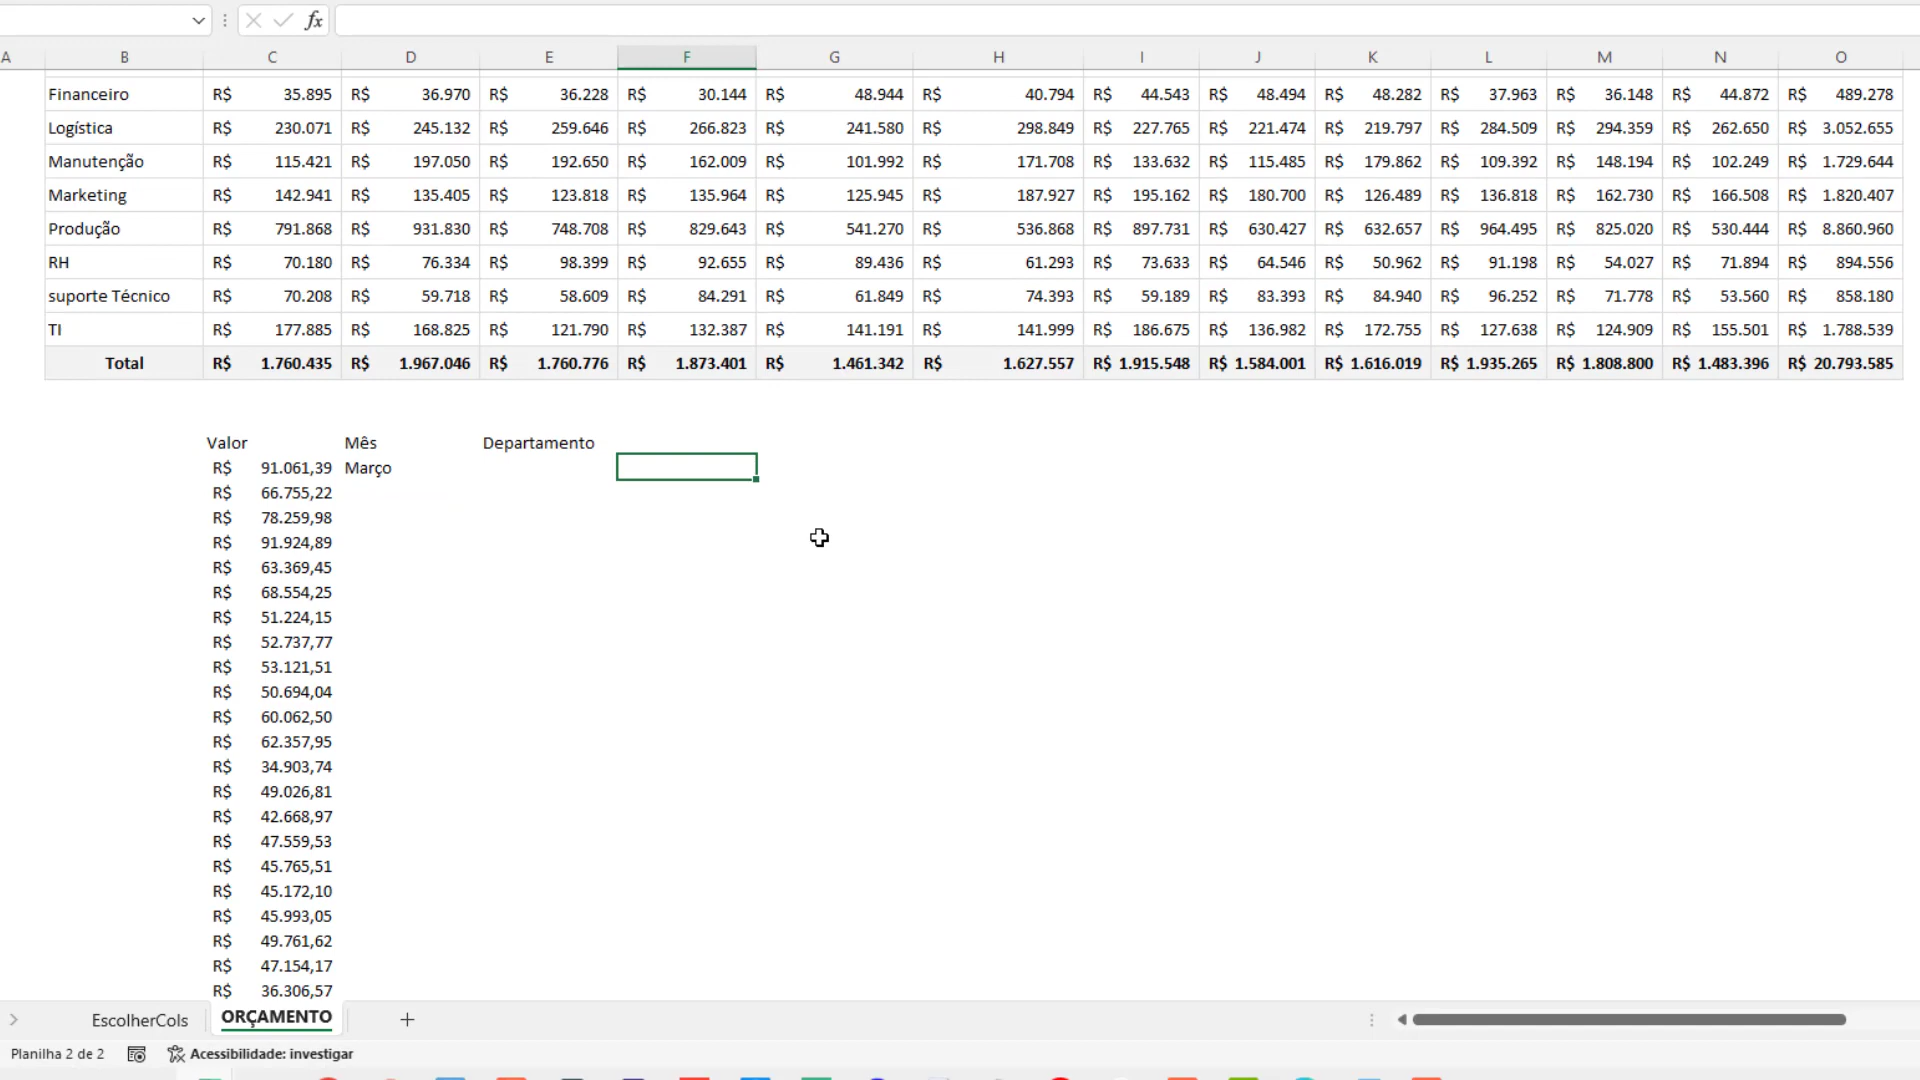 fx
A B C D E F G H I J K L M N O
Financeiro R$ 35.895 R$ 36.970 R$ 36.228 R$ 30.144 R$ 48.944 R$ 40.794 R$ 44.543 R$ 48.494 R$ 48.282 R$ 37.963 R$ 36.148 R$ 44.872 R$ 489.278
Logística R$ 230.071 R$ 245.132 R$ 259.646 R$ 266.823 R$ 241.580 R$ 298.849 R$ 227.765 R$ 221.474 R$ 219.797 R$ 284.509 R$ 294.359 R$ 262.650 R$ 3.052.655
Manutenção R$ 115.421 R$ 197.050 R$ 192.650 R$ 162.009 R$ 101.992 R$ 171.708 R$ 133.632 R$ 115.485 R$ 179.862 R$ 109.392 R$ 148.194 R$ 102.249 R$ 1.729.644
Marketing R$ 142.941 R$ 135.405 R$ 123.818 R$ 135.964 R$ 125.945 R$ 187.927 R$ 195.162 R$ 180.700 R$ 126.489 R$ 136.818 R$ 162.730 R$ 166.508 R$ 1.820.407
Produção R$ 791.868 R$ 931.830 R$ 748.708 R$ 829.643 R$ 541.270 R$ 536.868 R$ 897.731 R$ 630.427 R$ 632.657 R$ 964.495 R$ 825.020 R$ 530.444 R$ 8.860.960
RH R$ 70.180 R$ 76.334 R$ 98.399 R$ 92.655 R$ 89.436 R$ 61.293 R$ 73.633 R$ 64.546 R$ 50.962 R$ 91.198 R$ 54.027 R$ 71.894 R$ 894.556
suporte Técnico R$ 70.208 R$ 59.718 R$ 58.609 R$ 84.291 R$ 61.849 R$ 74.393 R$ 59.189 R$ 83.393 R$ 84.940 R$ 96.252 R$ 71.778 R$ 53.560 R$ 858.180
TI R$ 177.885 R$ 168.825 R$ 121.790 R$ 132.387 R$ 141.191 R$ 141.999 R$ 186.675 R$ 136.982 R$ 172.755 R$ 127.638 R$ 124.909 R$ 155.501 R$ 1.788.539
Total R$ 1.760.435 R$ 1.967.046 R$ 1.760.776 R$ 1.873.401 R$ 1.461.342 R$ 1.627.557 R$ 1.915.548 R$ 1.584.001 R$ 1.616.019 R$ 1.935.265 R$ 1.808.800 R$ 1.483.396 R$ 20.793.585
Valor Mês Departamento
R$ 91.061,39 Março
R$ 66.755,22
R$ 78.259,98
R$ 91.924,89
R$ 63.369,45
R$ 68.554,25
R$ 51.224,15
R$ 52.737,77
R$ 53.121,51
R$ 50.694,04
R$ 60.062,50
R$ 62.357,95
R$ 34.903,74
R$ 49.026,81
R$ 42.668,97
R$ 47.559,53
R$ 45.765,51
R$ 45.172,10
R$ 45.993,05
R$ 49.761,62
R$ 47.154,17
R$ 36.306,57
EscolherCols ORÇAMENTO
Planilha 2 de 2 Acessibilidade: investigar